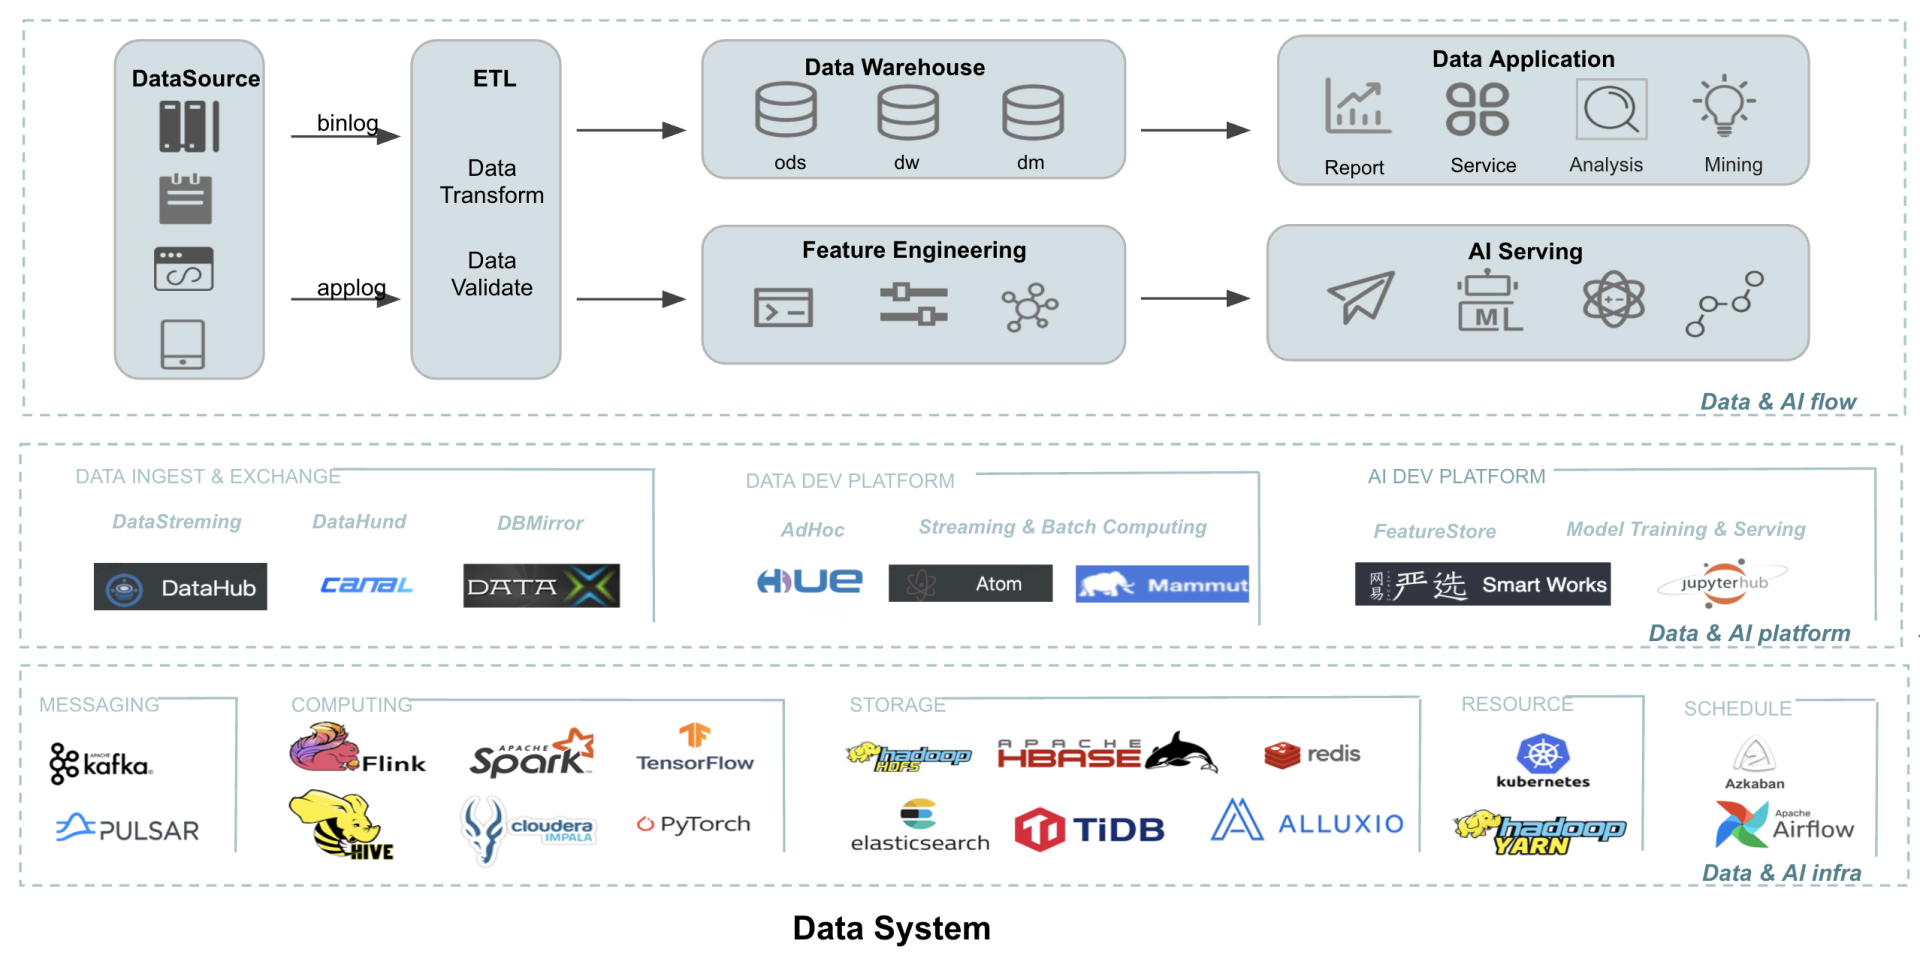 DataSource
binlog
applog
ETL
Data
Transform
Data
Validate
Data Warehouse
ods
dw
dm
Data Application
Report
Service
Analysis
Mining
Feature Engineering
AI Serving
ML
Data & AI flow
DATA INGEST & EXCHANGE
DataStreming
DataHund
DBMirror
DataHub
CANAL
DATA X
DATA DEV PLATFORM
AdHoc
Streaming & Batch Computing
HUE
Atom
Mammut
AI DEV PLATFORM
FeatureStore
Model Training & Serving
网易 严选 Smart Works
jupyterhub
Data & AI platform
MESSAGING
APACHE
kafka
PULSAR
COMPUTING
Flink
APACHE
Spark
TensorFlow
HIVE
cloudera
IMPALA
PyTorch
STORAGE
hadoop
HDFS
APACHE
HBASE
redis
elasticsearch
TiDB
ALLUXIO
RESOURCE
kubernetes
hadoop
YARN
SCHEDULE
Azkaban
Apache
Airflow
Data & AI infra
Data System